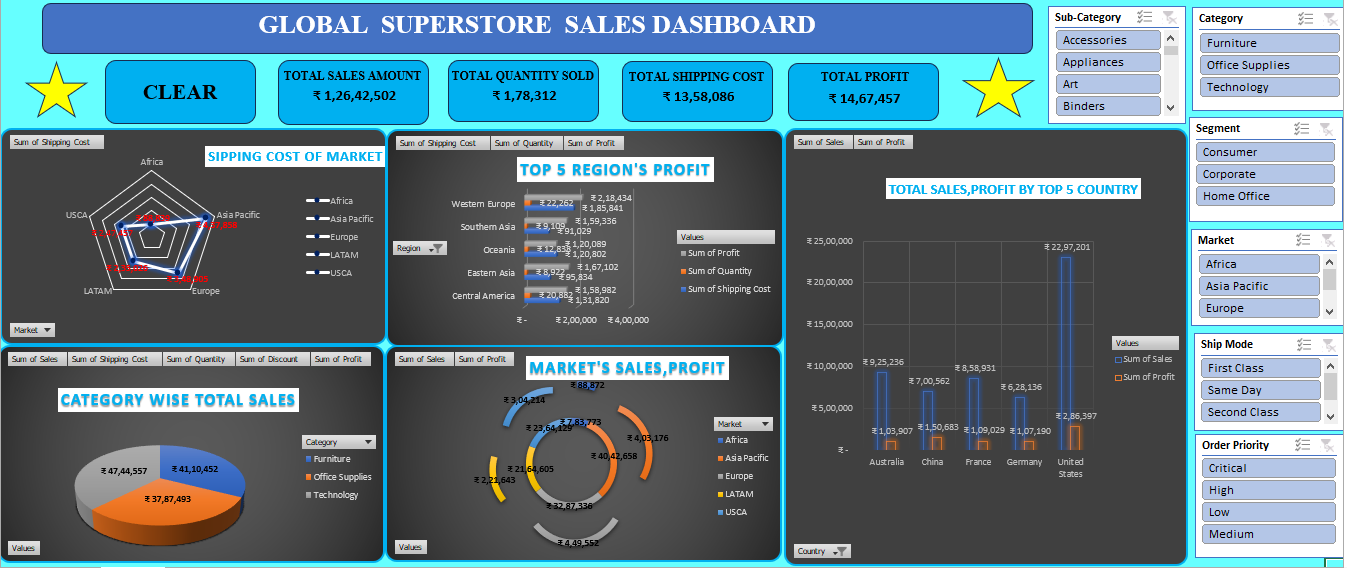 GLOBAL SUPERSTORE SALES DASHBOARD
CLEAR
TOTAL SALES AMOUNT
₹ 1,26,42,502
TOTAL QUANTITY SOLD
₹ 1,78,312
TOTAL SHIPPING COST
₹ 13,58,086
TOTAL PROFIT
₹ 14,67,457
Sub-Category
Accessories
Appliances
Art
Binders
Category
Furniture
Office Supplies
Technology
Sum of Shipping Cost
SIPPING COST OF MARKET
Africa
Asia Pacific
Europe
LATAM
USCA
Africa
Asia Pacific
Europe
LATAM
USCA
Market
Sum of Shipping Cost
Sum of Quantity
Sum of Profit
TOP 5 REGION'S PROFIT
Region
Western Europe
₹ 2,18,434
₹ 22,262
₹ 1,85,841
Southern Asia
₹ 1,59,336
₹ 9,109
₹ 91,029
Oceania
₹ 1,20,089
₹ 12,838
₹ 1,20,802
Eastern Asia
₹ 1,67,102
₹ 95,834
Central America
₹ 1,58,982
₹ 20,882
₹ 1,31,820
₹ -
₹ 2,00,000
₹ 4,00,000
Values
Sum of Profit
Sum of Quantity
Sum of Shipping Cost
Sum of Sales
Sum of Profit
TOTAL SALES,PROFIT BY TOP 5 COUNTRY
₹ 25,00,000
₹ 20,00,000
₹ 15,00,000
₹ 10,00,000
₹ 5,00,000
₹ -
₹ 9,25,236
₹ 7,00,562
₹ 8,58,931
₹ 6,28,136
₹ 22,97,201
₹ 1,03,907
₹ 1,50,683
₹ 1,09,029
₹ 1,07,190
₹ 2,86,397
Australia
China
France
Germany
United
States
Values
Sum of Sales
Sum of Profit
Country
Segment
Consumer
Corporate
Home Office
Market
Africa
Asia Pacific
Europe
Ship Mode
First Class
Same Day
Second Class
Order Priority
Critical
High
Low
Medium
Sum of Sales
Sum of Shipping Cost
Sum of Quantity
Sum of Discount
Sum of Profit
CATEGORY WISE TOTAL SALES
₹ 47,44,557
₹ 41,10,452
₹ 37,87,493
Category
Furniture
Office Supplies
Technology
Values
Sum of Sales
Sum of Profit
MARKET'S SALES,PROFIT
₹ 88,872
₹ 3,04,214
₹ 7,83,773
₹ 23,64,129
₹ 4,03,176
₹ 40,42,658
₹ 21,64,605
₹ 2,21,643
₹ 32,87,336
₹ 4,49,552
Market
Africa
Asia Pacific
Europe
LATAM
USCA
Values